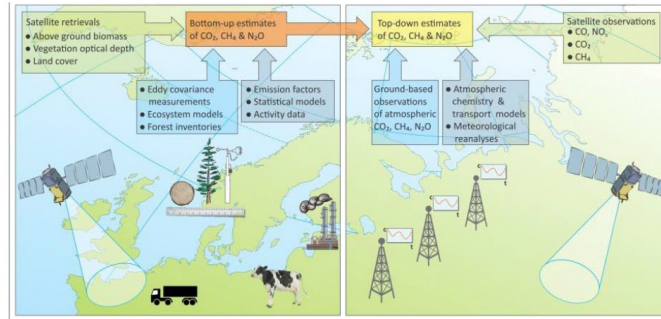 Satellite retrievals
● Above ground biomass
● Vegetation optical depth
● Land cover
Bottom-up estimates
of CO₂, CH₄ & N₂O
● Eddy covariance
measurements
● Ecosystem models
● Forest inventories
● Emission factors
● Statistical models
● Activity data
Top-down estimates
of CO₂, CH₄ & N₂O
Satellite observations
● CO, NOₓ
● CO₂
● CH₄
Ground-based
observations
of atmospheric
CO₂, CH₄, N₂O
● Atmospheric
chemistry &
transport models
● Meteorological
reanalyses
c
t
c
t
c
t